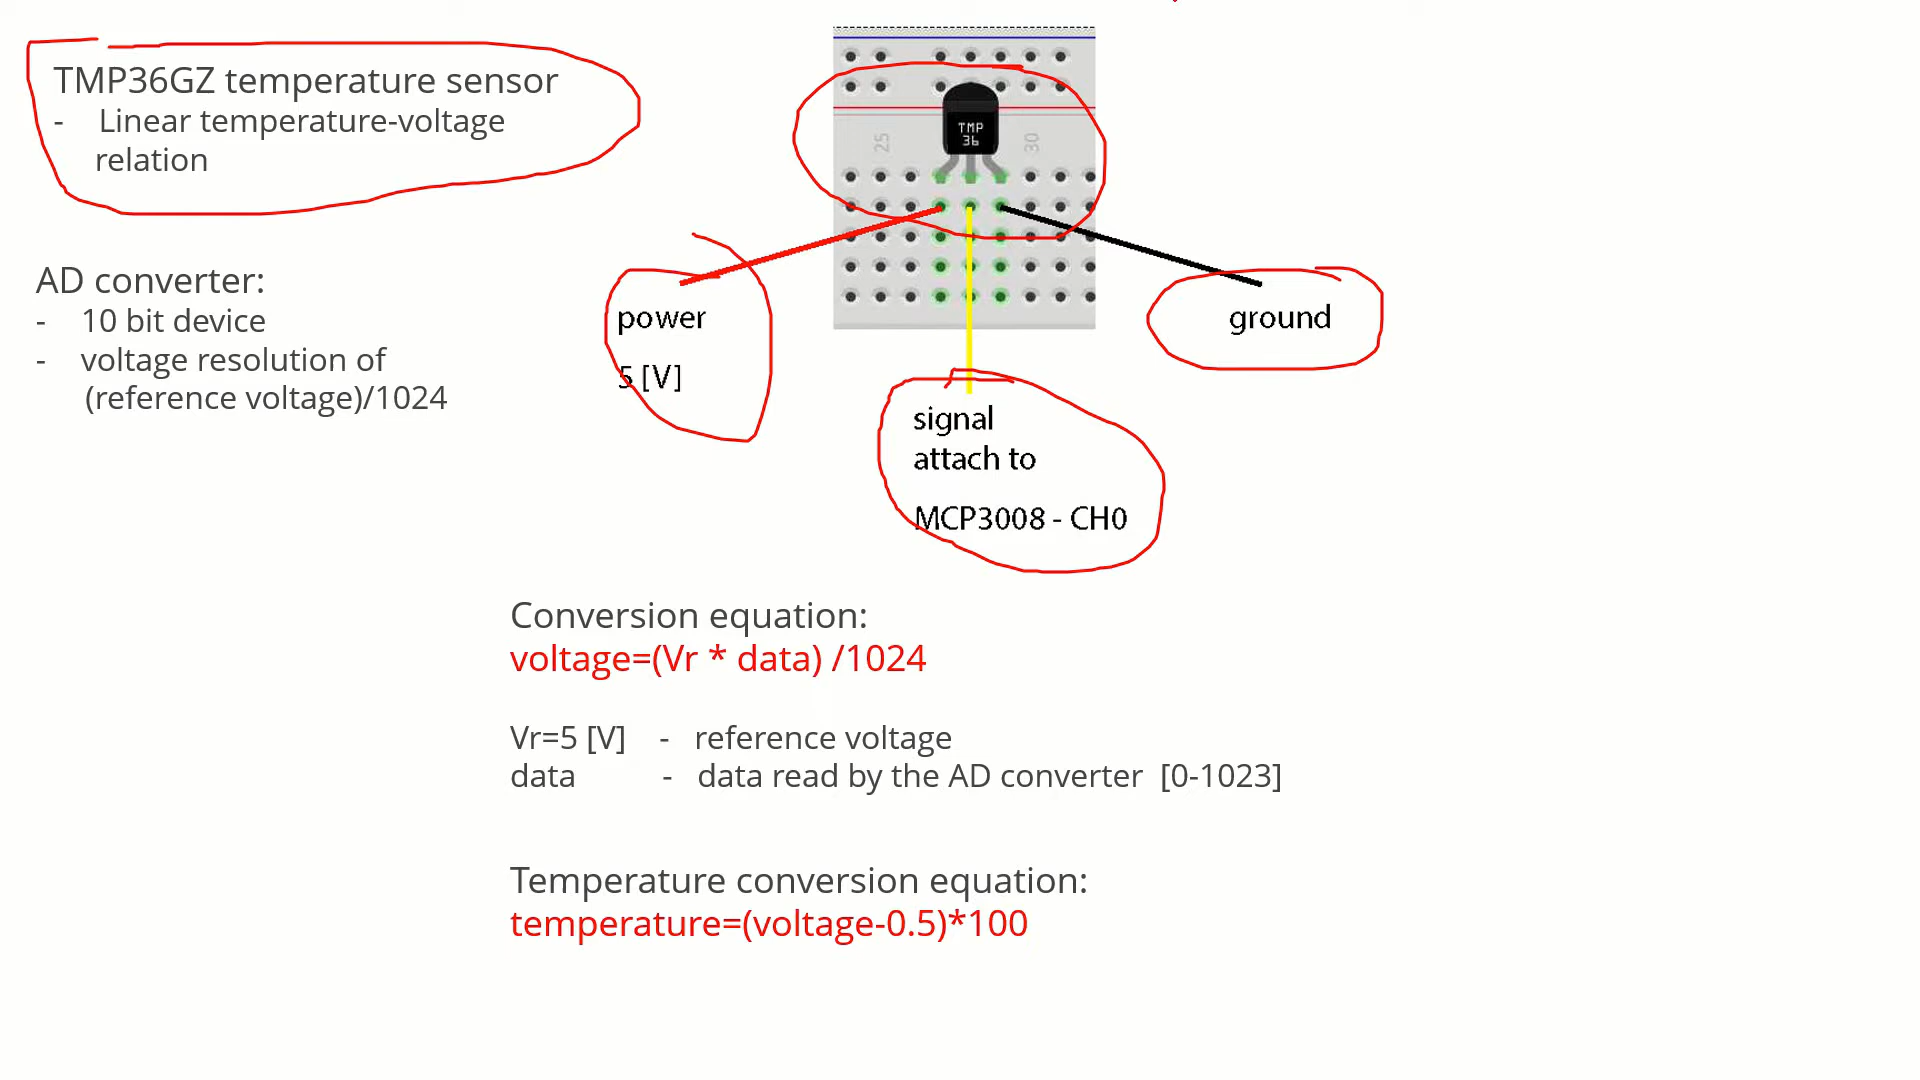 TMP36GZ temperature sensor
- Linear temperature-voltage
relation
TMP
36
25
30
AD converter:
- 10 bit device
- voltage resolution of
(reference voltage)/1024
power
5 [V]
ground
signal
attach to
MCP3008 - CH0
Conversion equation:
voltage=(Vr * data) /1024
Vr=5 [V] - reference voltage
data - data read by the AD converter [0-1023]
Temperature conversion equation:
temperature=(voltage-0.5)*100